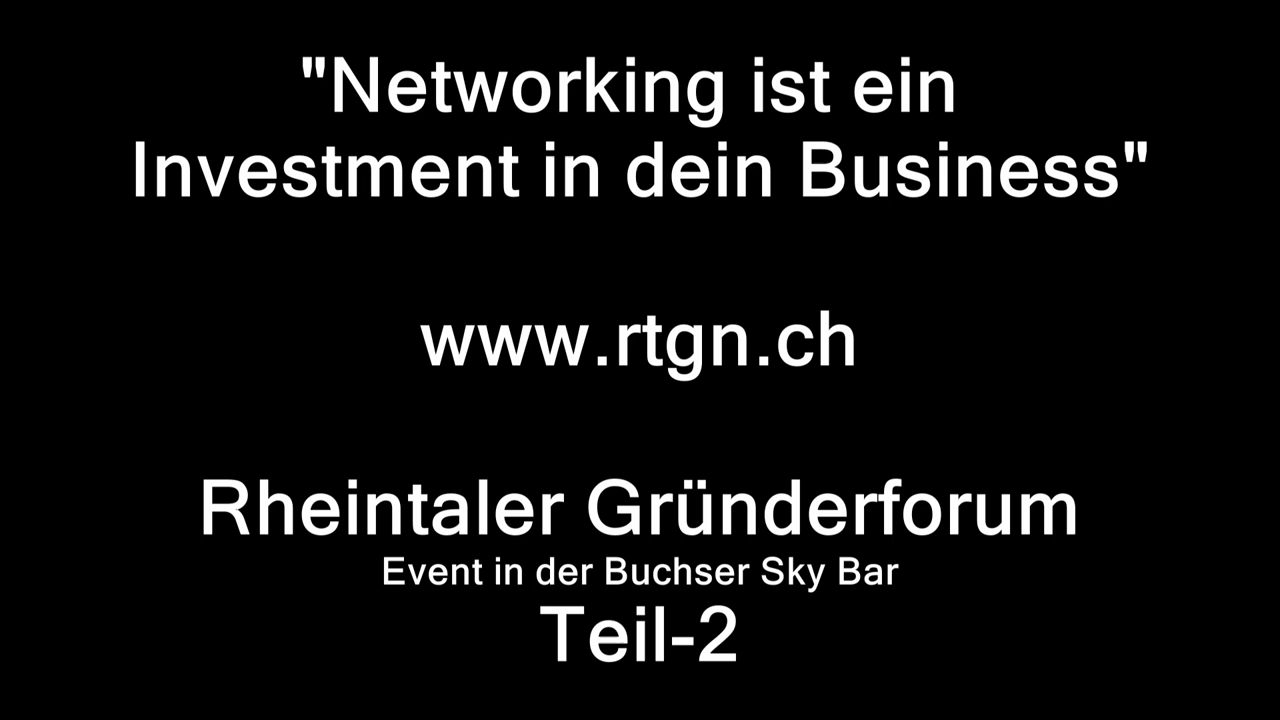 "Networking ist ein
Investment in dein Business"
www.rtgn.ch
Rheintaler Gründerforum
Event in der Buchser Sky Bar
Teil-2